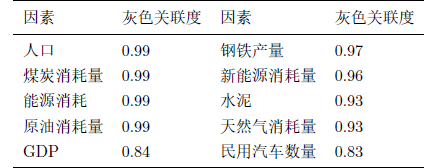 因素 灰色关联度 因素 灰色关联度
人口 0.99 钢铁产量 0.97
煤炭消耗量 0.99 新能源消耗量 0.96
能源消耗 0.99 水泥 0.93
原油消耗量 0.99 天然气消耗量 0.93
GDP 0.84 民用汽车数量 0.83